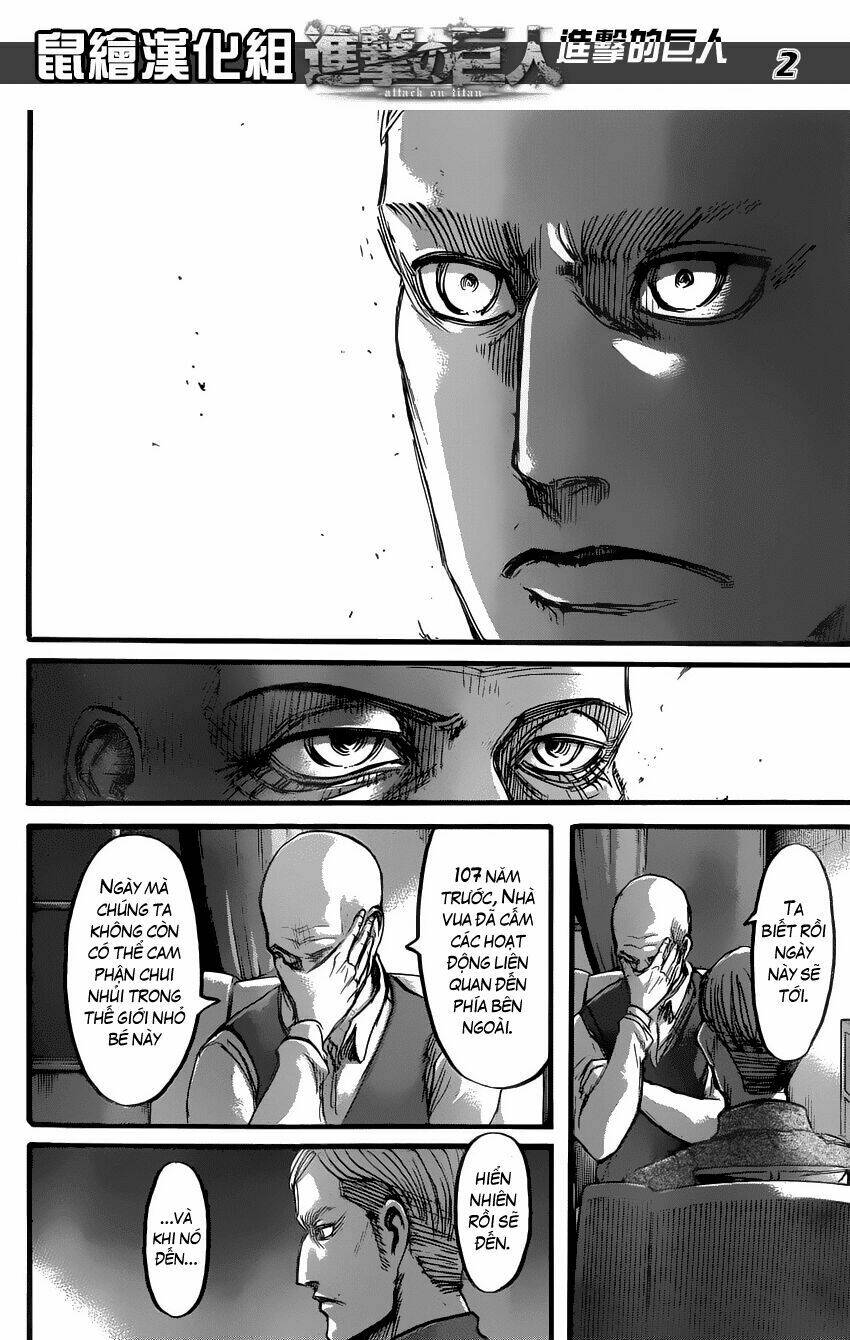 鼠繪漢化組 進撃の巨人 進擊的巨人 2
attack on titan
TA
BIẾT RỒI
NGÀY
NÀY SẼ
TỚI.
107 NĂM
TRƯỚC, NHÀ
VUA ĐÃ CẤM
CÁC HOẠT
ĐỘNG LIÊN
QUAN ĐẾN
PHÍA BÊN
NGOÀI.
NGÀY MÀ
CHÚNG TA
KHÔNG CÒN
CÓ THỂ CAM
PHẬN CHUI
NHỦI TRONG
THẾ GIỚI NHỎ
BÉ NÀY
HIỂN
NHIÊN
RỒI SẼ
ĐẾN.
...VÀ
KHI NÓ
ĐẾN...